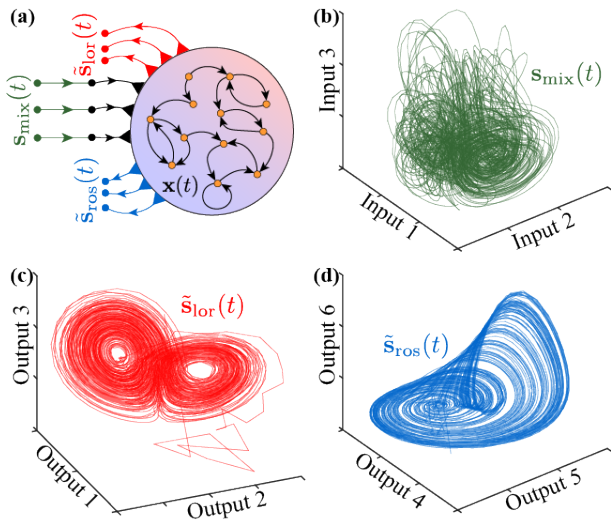 (a)
s̃lor(t)
smix(t)
s̃ros(t)
x(t)
(b)
Input 3
smix(t)
Input 1
Input 2
(c)
s̃lor(t)
Output 3
Output 1
Output 2
(d)
s̃ros(t)
Output 6
Output 4
Output 5